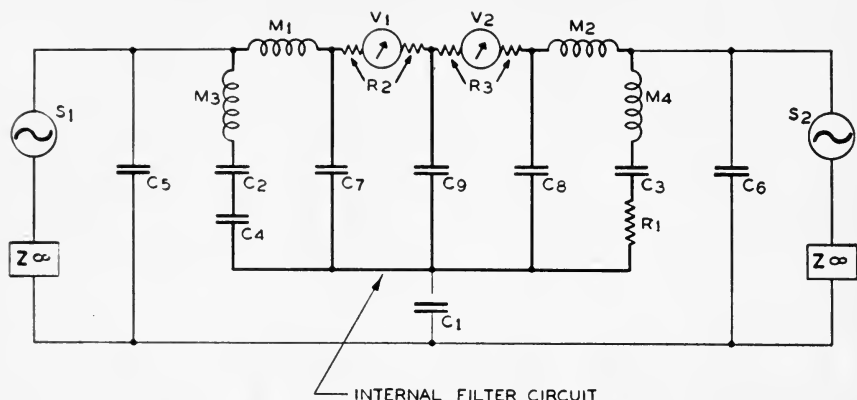 M1 V1 V2 M2
R2 R3
M3 M4
S1 S2
C5 C2 C7 C9 C8 C3 C6
C4 R1
Z∞ Z∞
C1
INTERNAL FILTER CIRCUIT